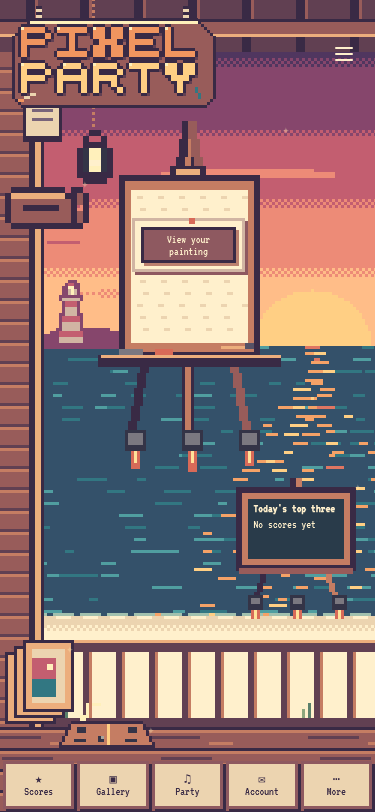 PIXEL
PARTY
View your
painting
Today's top three
No scores yet
Scores
Gallery
Party
Account
More